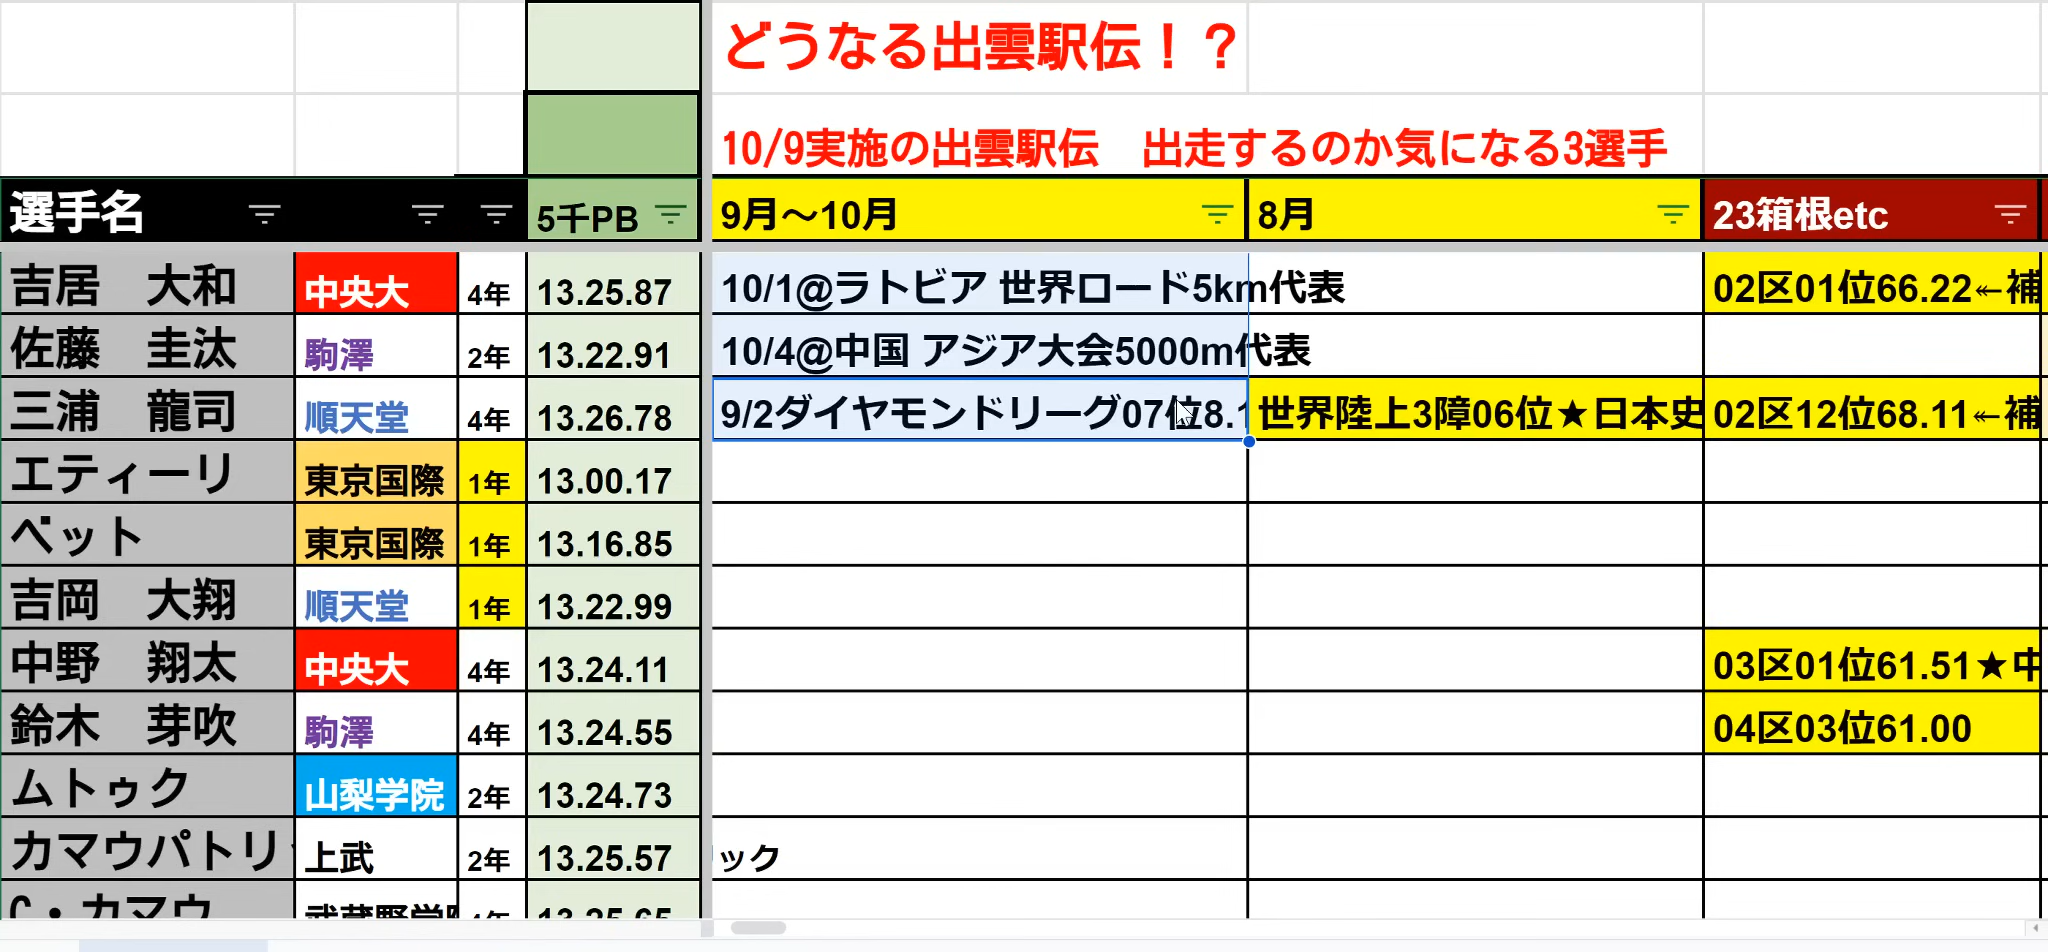 どうなる出雲駅伝！？
10/9実施の出雲駅伝　出走するのか気になる3選手
選手名 5千PB 9月～10月 8月 23箱根etc
吉居　大和 中央大 4年 13.25.87 10/1@ラトビア 世界ロード5km代表 02区01位66.22←補
佐藤　圭汰 駒澤 2年 13.22.91 10/4@中国 アジア大会5000m代表
三浦　龍司 順天堂 4年 13.26.78 9/2ダイヤモンドリーグ07位8.1 世界陸上3障06位★日本史 02区12位68.11←補
エティーリ 東京国際 1年 13.00.17
ベット 東京国際 1年 13.16.85
吉岡　大翔 順天堂 1年 13.22.99
中野　翔太 中央大 4年 13.24.11 03区01位61.51★中
鈴木　芽吹 駒澤 4年 13.24.55 04区03位61.00
ムトゥク 山梨学院 2年 13.24.73
カマウパトリ 上武 2年 13.25.57 ック
C・カマウ 武蔵野学院 4年 13.25.65